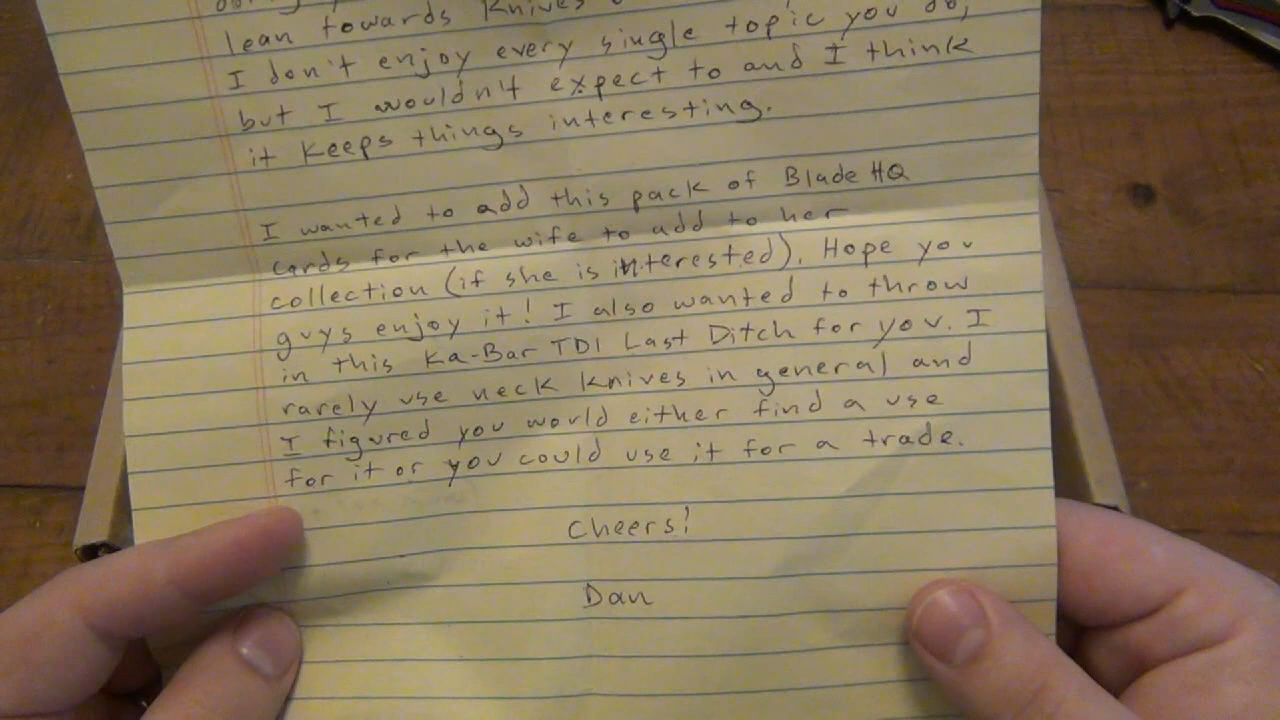 lean towards knives
I don't enjoy every single topic you do,
but I wouldn't expect to and I think
it keeps things interesting.
I wanted to add this pack of Blade HQ
cards for the wife to add to her
collection (if she is interested). Hope you
guys enjoy it! I also wanted to throw
in this Ka-Bar TDI Last Ditch for you. I
rarely use neck knives in general and
I figured you would either find a use
for it or you could use it for a trade.
Cheers!
Dan